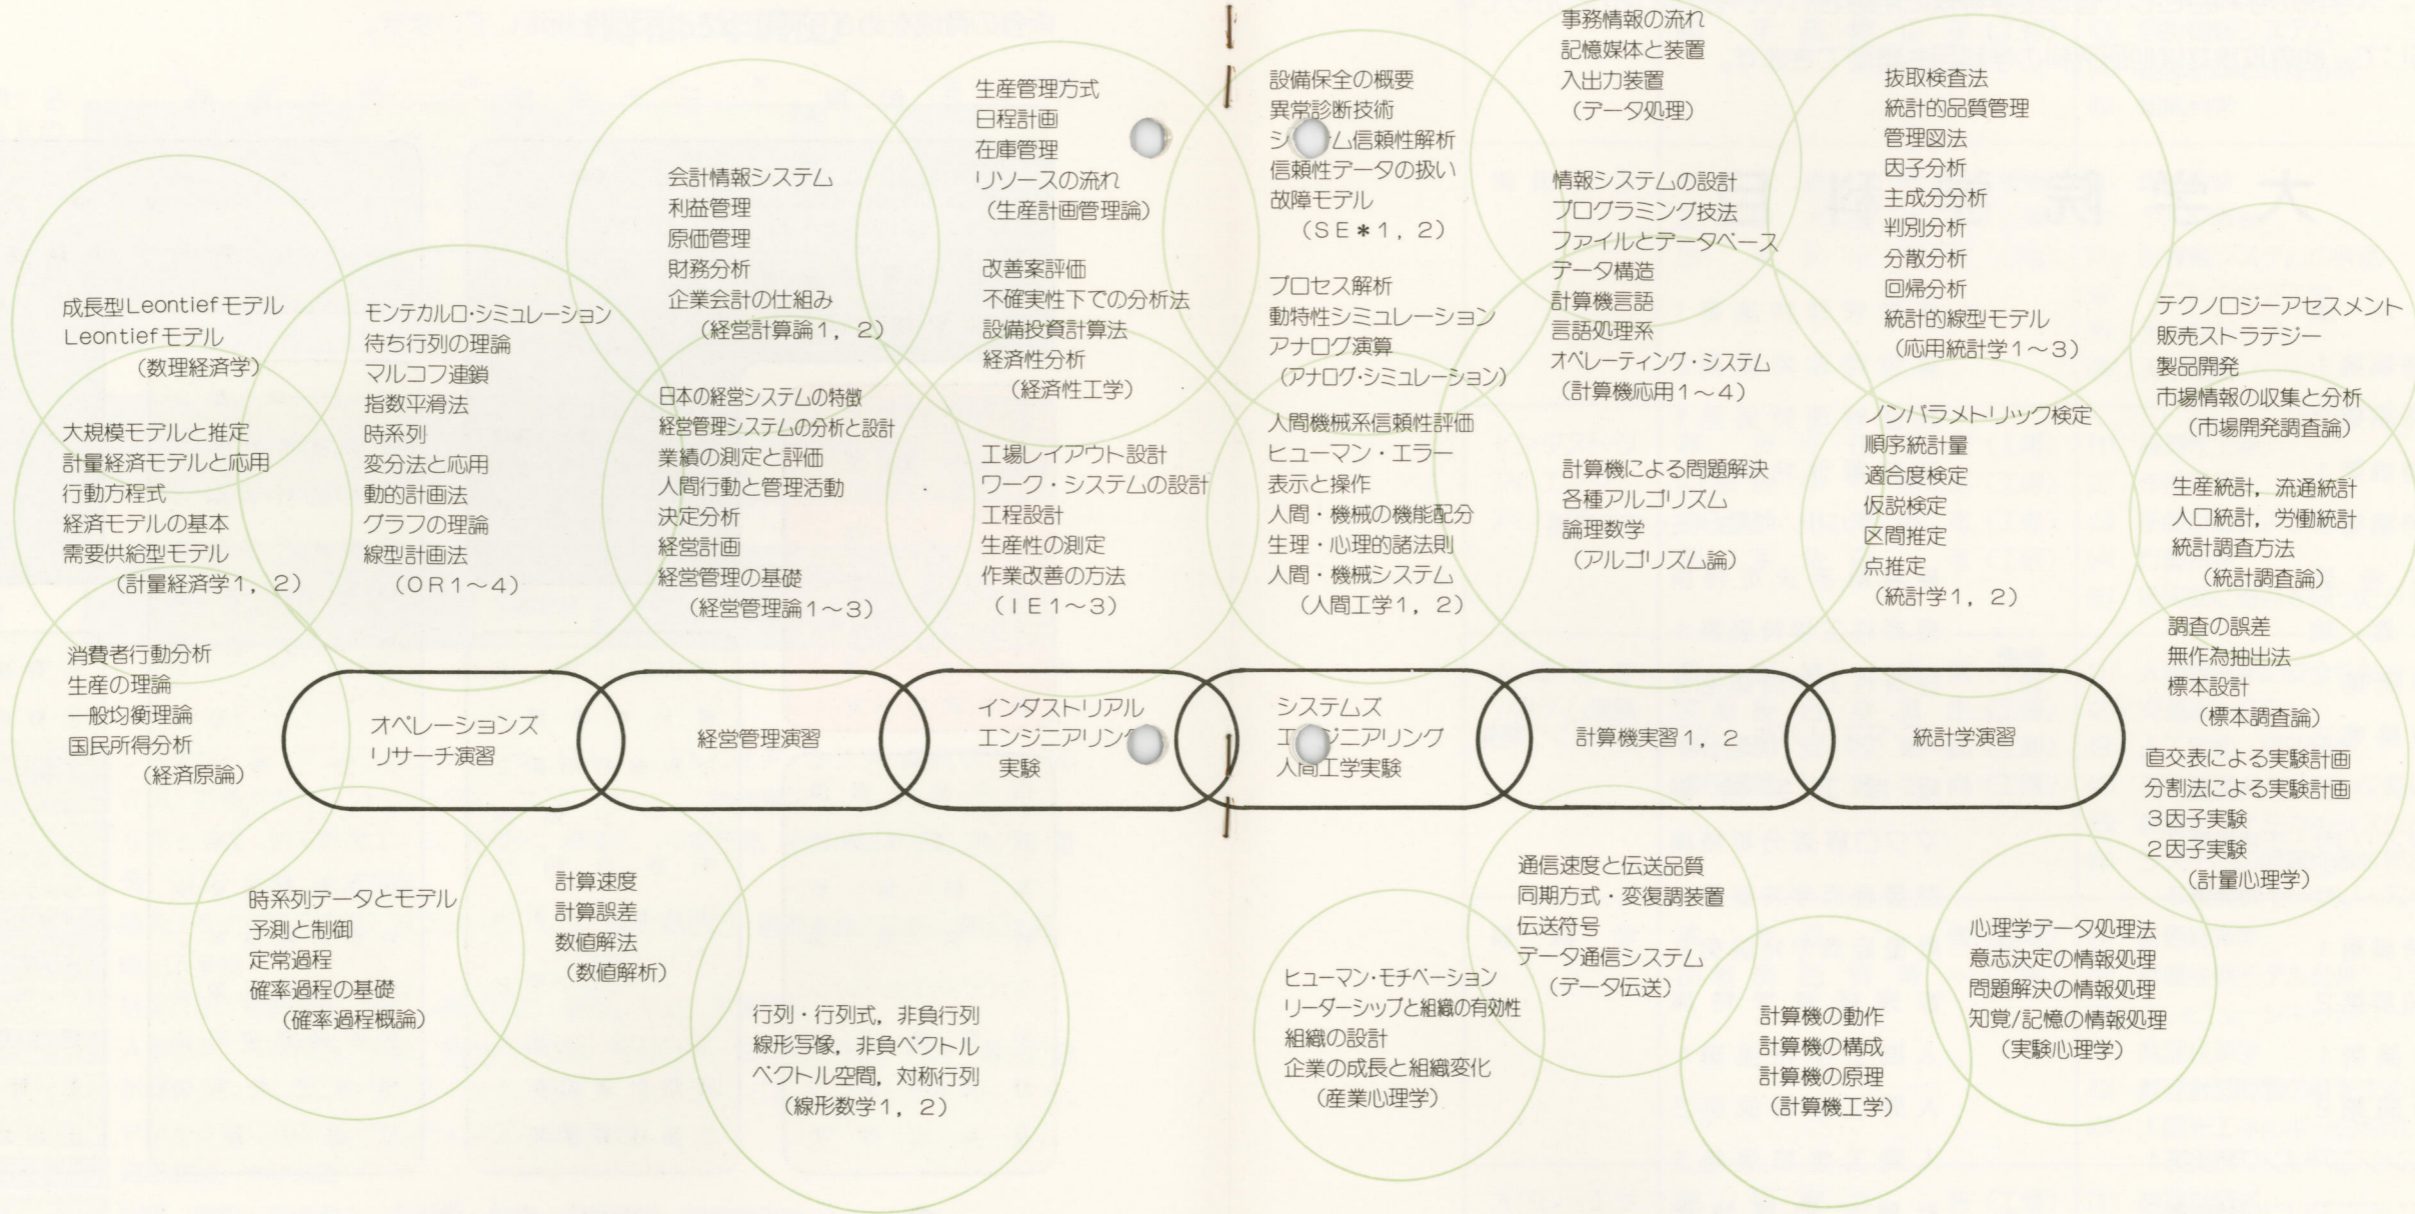 成長型Leontiefモデル
Leontiefモデル
（数理経済学）
大規模モデルと推定
計量経済モデルと応用
行動方程式
経済モデルの基本
需要供給型モデル
（計量経済学1，2）
消費者行動分析
生産の理論
一般均衡理論
国民所得分析
（経済原論）
モンテカルロ・シミュレーション
待ち行列の理論
マルコフ連鎖
指数平滑法
時系列
変分法と応用
動的計画法
グラフの理論
線型計画法
（OR1～4）
会計情報システム
利益管理
原価管理
財務分析
企業会計の仕組み
（経営計算論1，2）
日本の経営システムの特徴
経営管理システムの分析と設計
業績の測定と評価
人間行動と管理活動
決定分析
経営計画
経営管理の基礎
（経営管理論1～3）
生産管理方式
日程計画
在庫管理
リソースの流れ
（生産計画管理論）
改善案評価
不確実性下での分析法
設備投資計算法
経済性分析
（経済性工学）
工場レイアウト設計
ワーク・システムの設計
工程設計
生産性の測定
作業改善の方法
（IE1～3）
設備保全の概要
異常診断技術
シ ム信頼性解析
信頼性データの扱い
故障モデル
（SE＊1，2）
プロセス解析
動特性シミュレーション
アナログ演算
（アナログ・シミュレーション）
人間機械系信頼性評価
ヒューマン・エラー
表示と操作
人間・機械の機能配分
生理・心理的諸法則
人間・機械システム
（人間工学1，2）
事務情報の流れ
記憶媒体と装置
入出力装置
（データ処理）
情報システムの設計
プログラミング技法
ファイルとデータベース
データ構造
計算機言語
言語処理系
オペレーティング・システム
（計算機応用1～4）
計算機による問題解決
各種アルゴリズム
論理数学
（アルゴリズム論）
抜取検査法
統計的品質管理
管理図法
因子分析
主成分分析
判別分析
分散分析
回帰分析
統計的線型モデル
（応用統計学1～3）
ノンパラメトリック検定
順序統計量
適合度検定
仮説検定
区間推定
点推定
（統計学1，2）
テクノロジーアセスメント
販売ストラテジー
製品開発
市場情報の収集と分析
（市場開発調査論）
生産統計，流通統計
人口統計，労働統計
統計調査方法
（統計調査論）
調査の誤差
無作為抽出法
標本設計
（標本調査論）
直交表による実験計画
分割法による実験計画
3因子実験
2因子実験
（計量心理学）
オペレーションズ
リサーチ演習
経営管理演習
インダストリアル
エンジニアリング
実験
システムズ
エ ジニアリング
人間工学実験
計算機実習1，2
統計学演習
時系列データとモデル
予測と制御
定常過程
確率過程の基礎
（確率過程概論）
計算速度
計算誤差
数値解法
（数値解析）
行列・行列式，非負行列
線形写像，非負ベクトル
ベクトル空間，対称行列
（線形数学1，2）
ヒューマン・モチベーション
リーダーシップと組織の有効性
組織の設計
企業の成長と組織変化
（産業心理学）
通信速度と伝送品質
同期方式・変復調装置
伝送符号
データ通信システム
（データ伝送）
計算機の動作
計算機の構成
計算機の原理
（計算機工学）
心理学データ処理法
意志決定の情報処理
問題解決の情報処理
知覚/記憶の情報処理
（実験心理学）